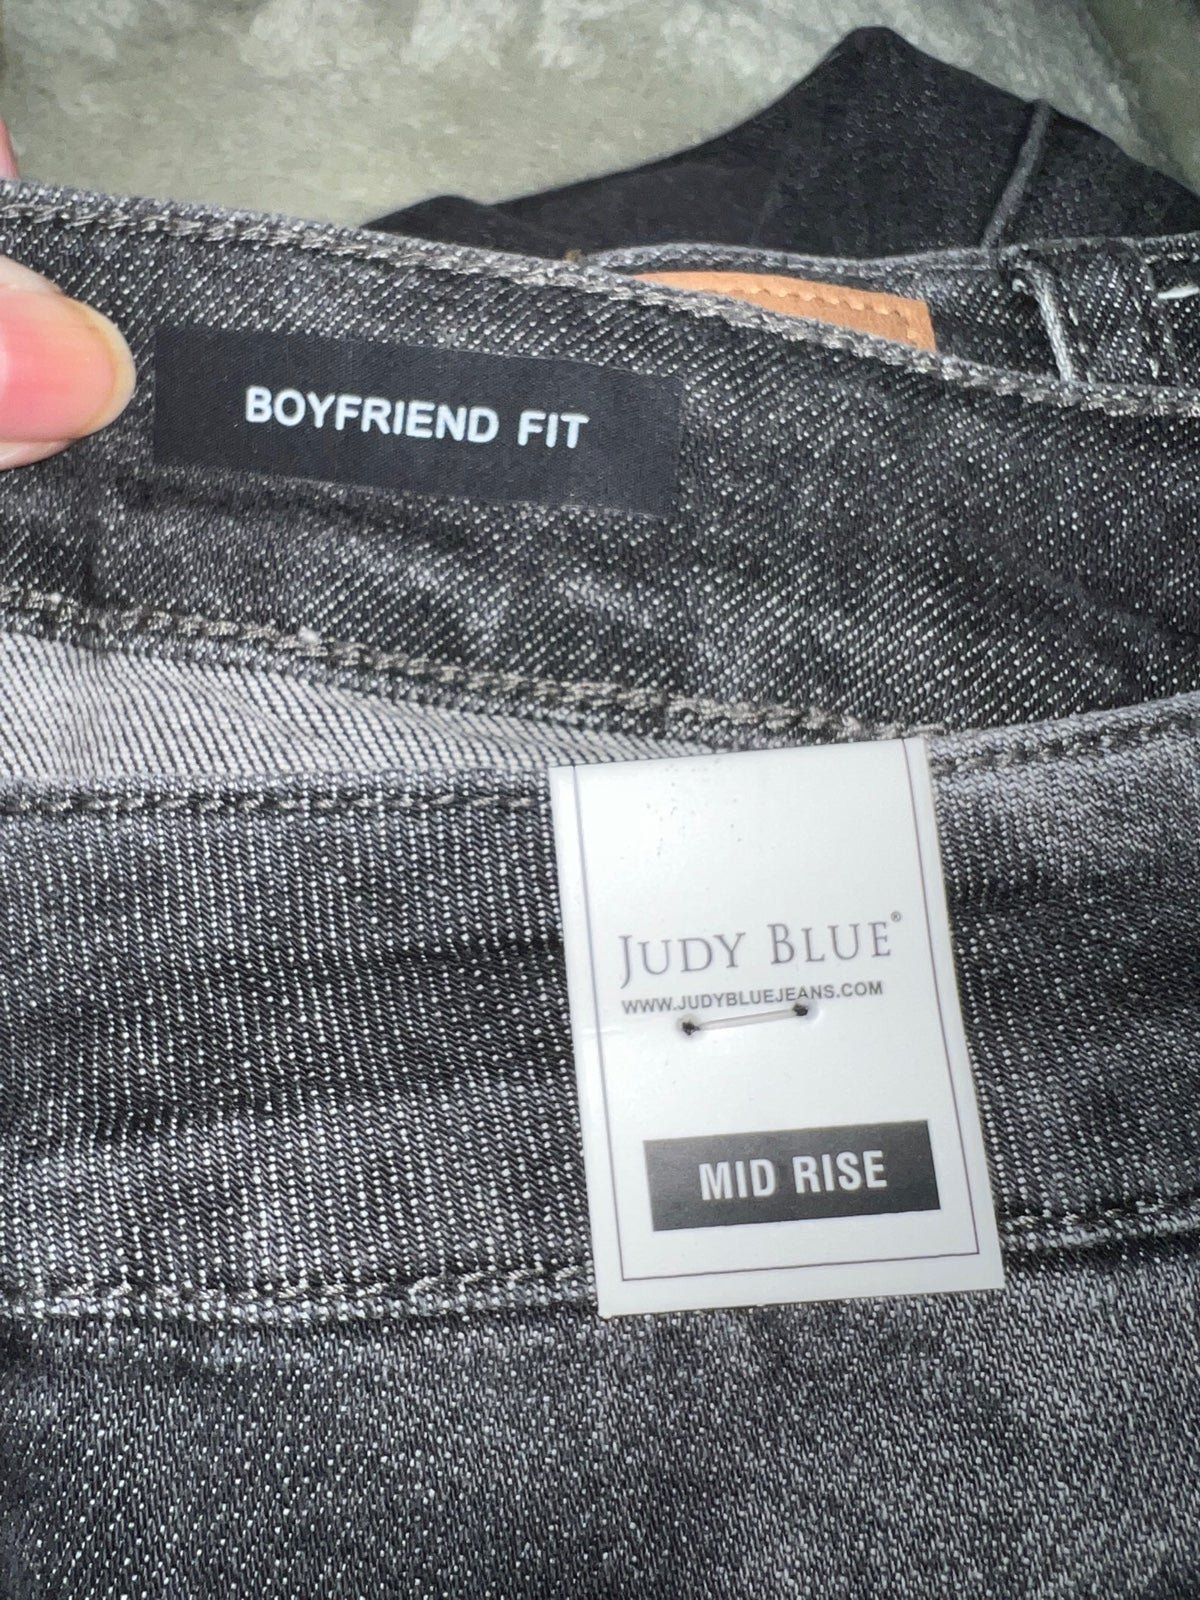 BOYFRIEND FIT
JUDY BLUE®
WWW.JUDYBLUEJEANS.COM
MID RISE